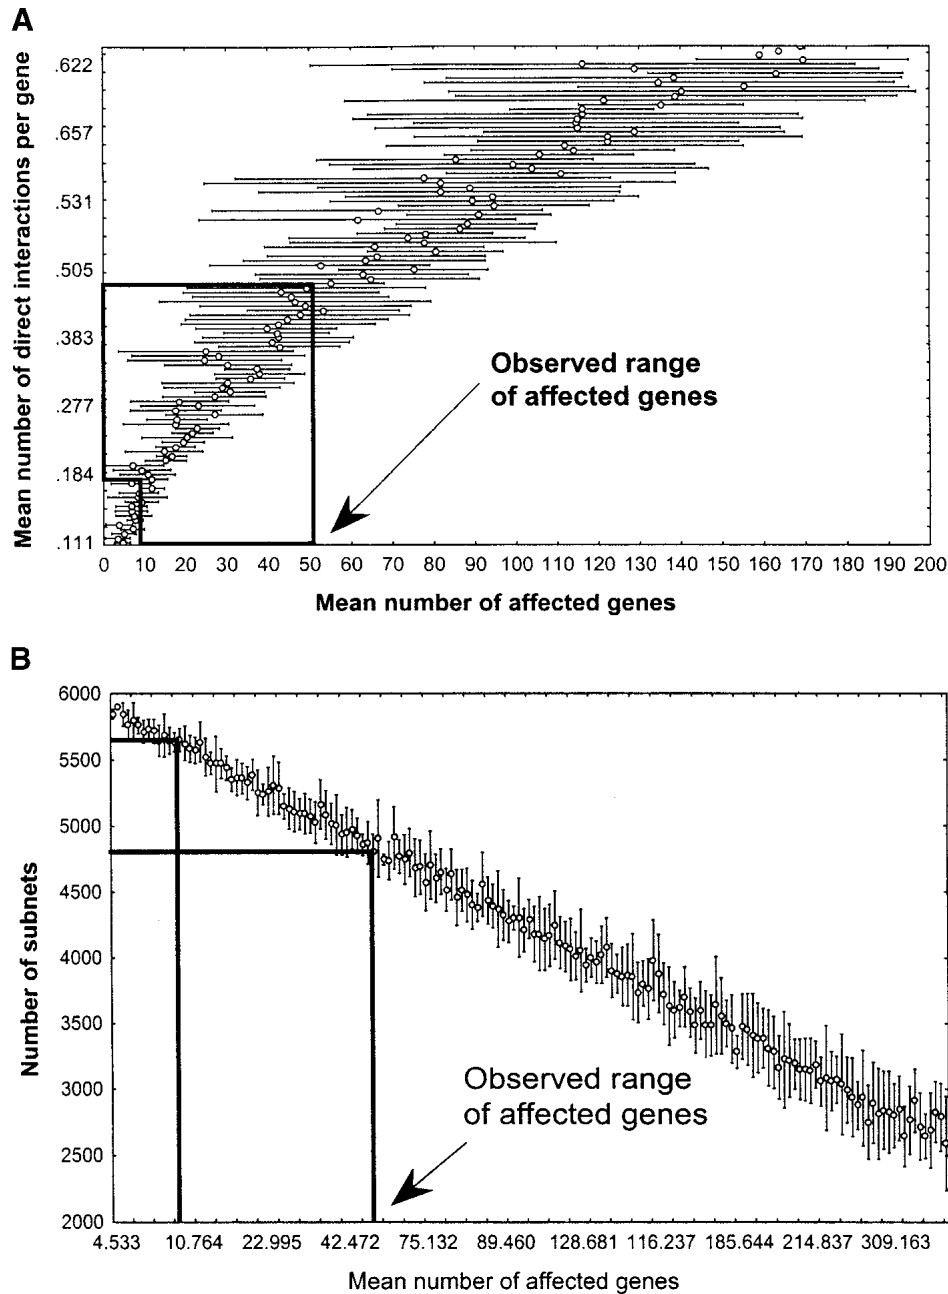 A
Mean number of direct interactions per gene
.622
.657
.531
.505
.383
.277
.184
.111
Observed range
of affected genes
0 10 20 30 40 50 60 70 80 90 100 110 120 130 140 150 160 170 180 190 200
Mean number of affected genes
B
Number of subnets
6000
5500
5000
4500
4000
3500
3000
2500
2000
Observed range
of affected genes
4.533 10.764 22.995 42.472 75.132 89.460 128.681 116.237 185.644 214.837 309.163
Mean number of affected genes